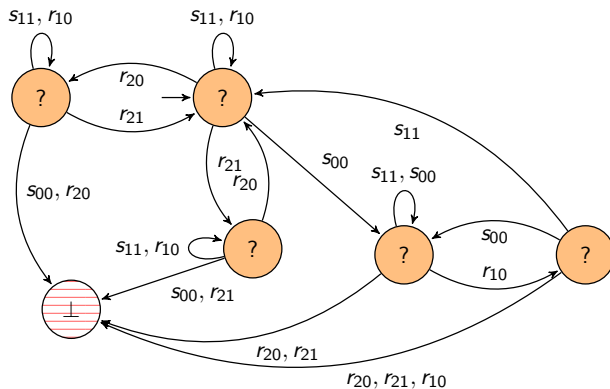 s11, r10
s11, r10
r20
?
?
r21
s11
r21
r20
s00
s11, s00
s00, r20
s11, r10
?
?
s00
?
r10
s00, r21
⊥
r20, r21
r20, r21, r10